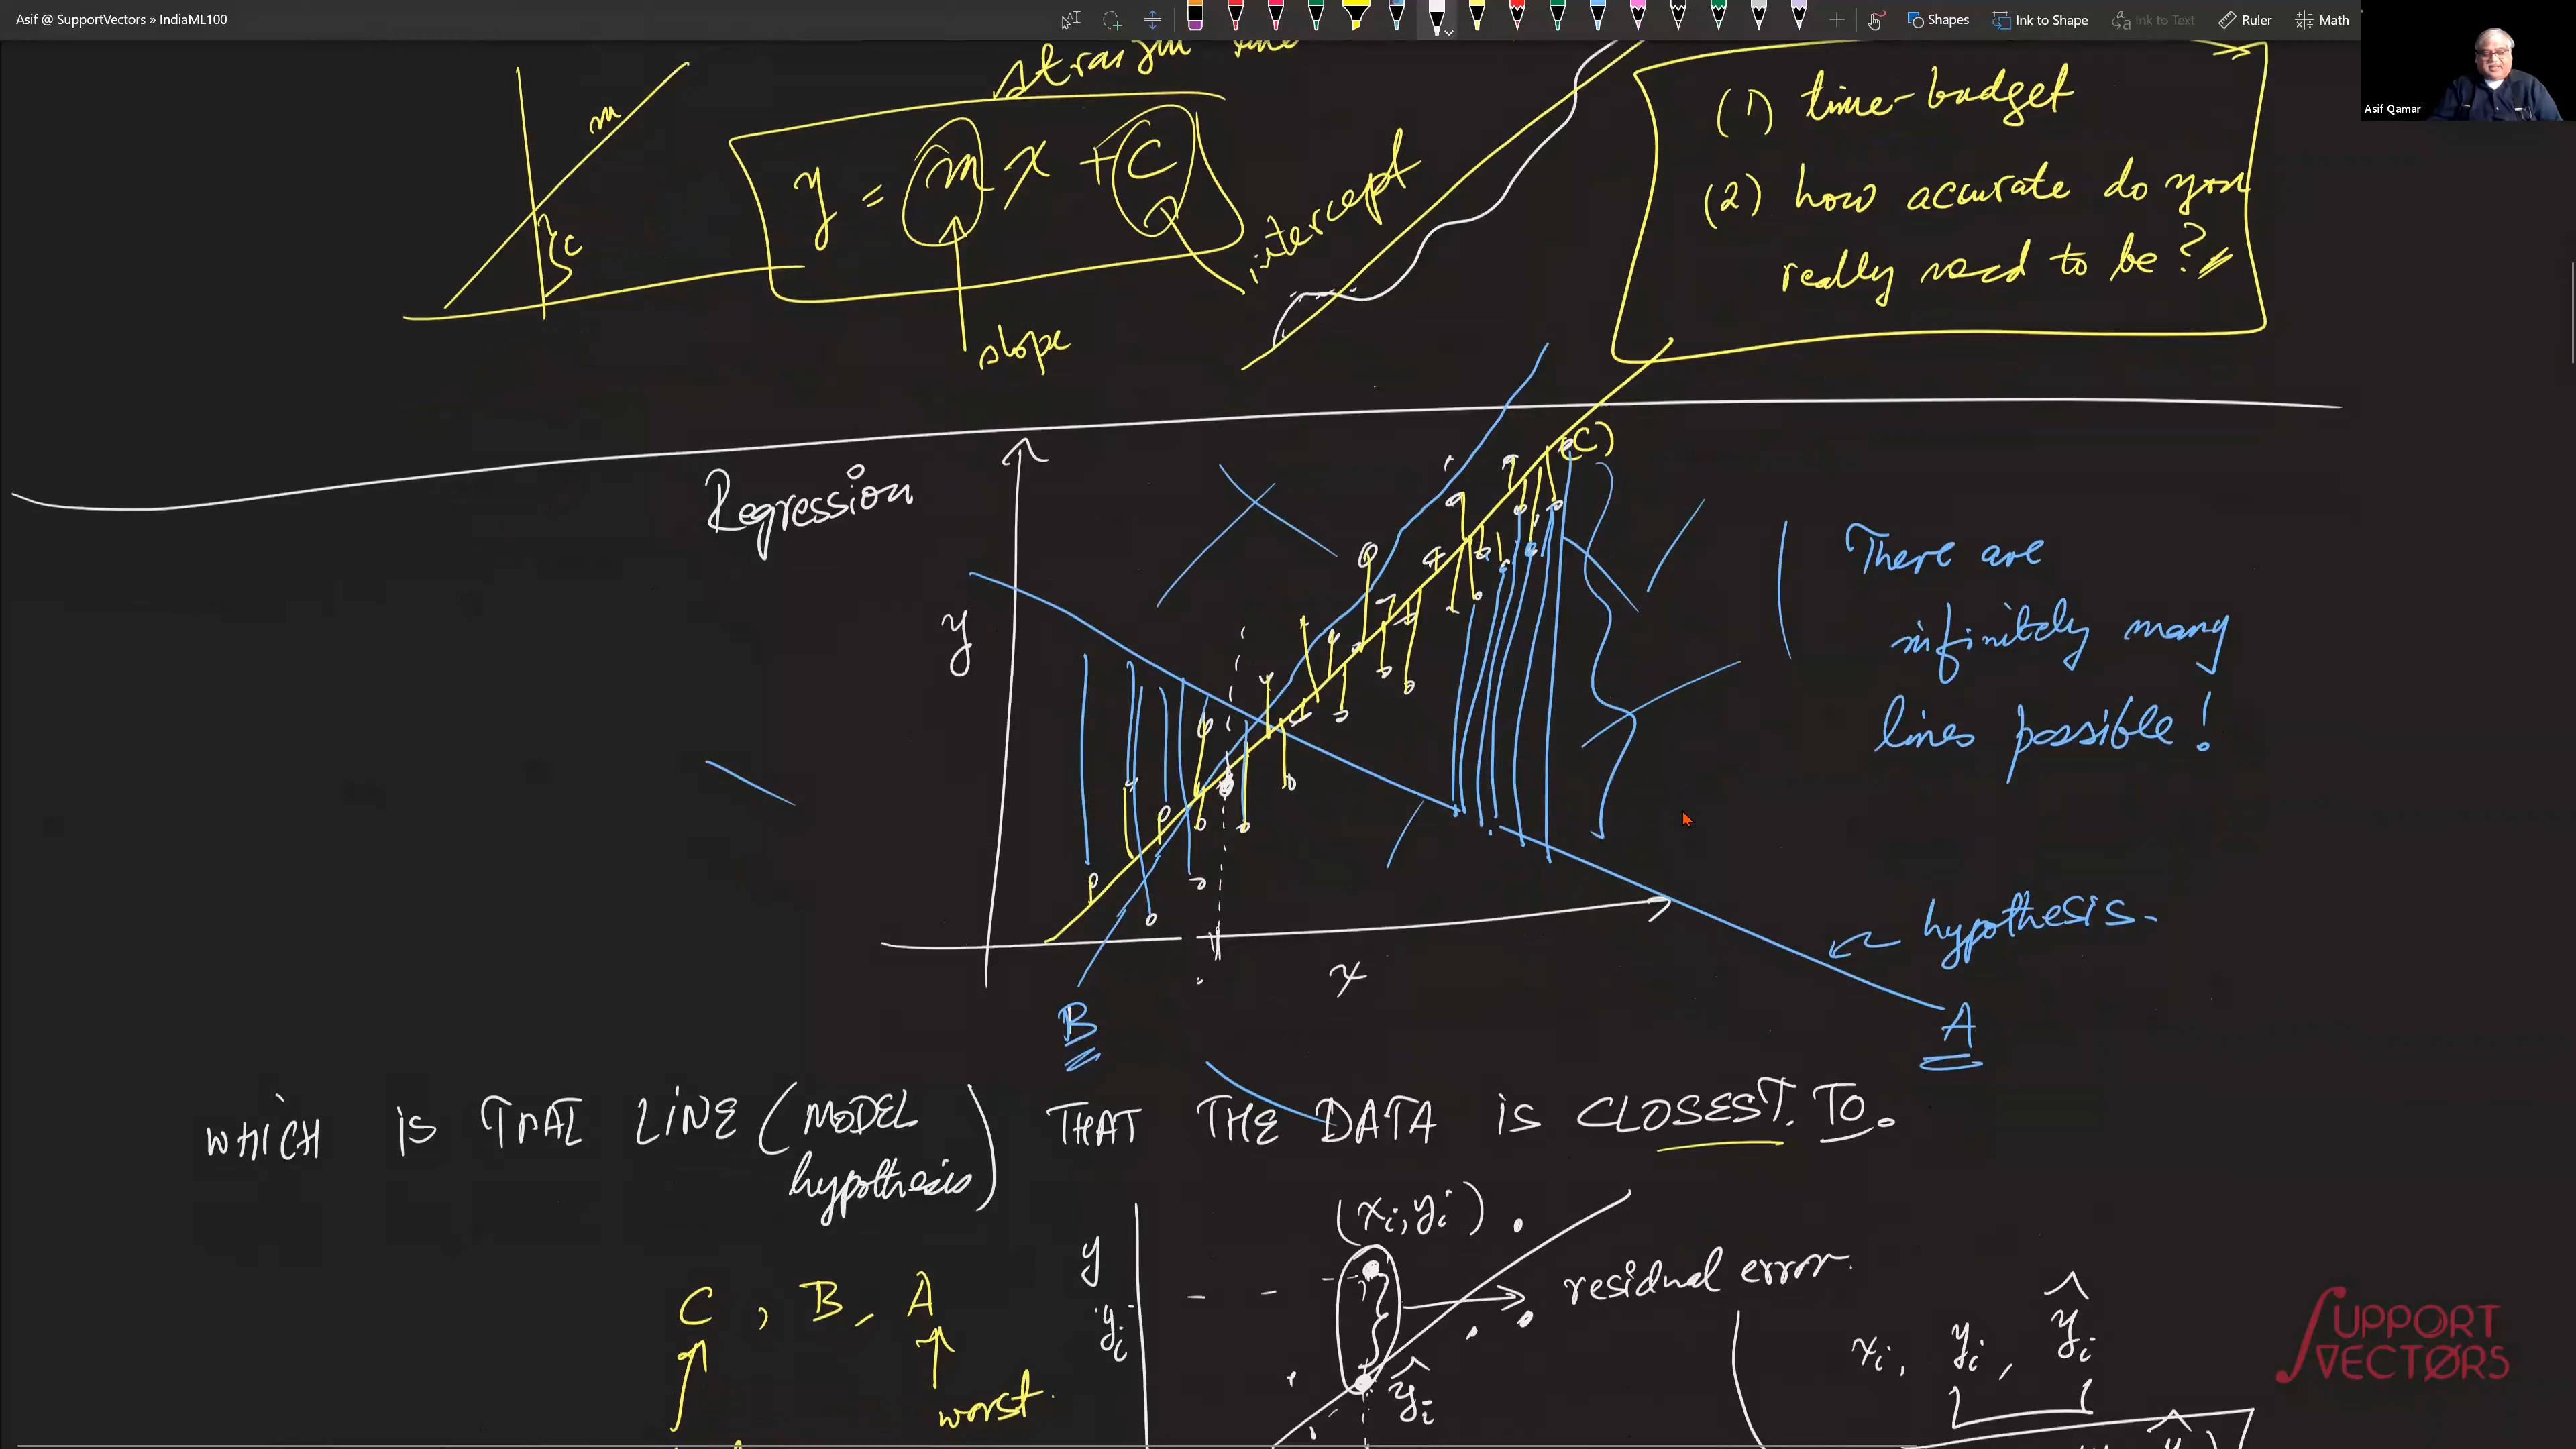 Asif @ SupportVectors » IndiaML100
Shapes
Ink to Shape
Ink to Text
Ruler
Math
Asif Qamar
m
c
y = m x + C
slope
intercept
(1) time-budget
(2) how accurate do you
really need to be?
Regression
y
x
(C)
B
A
There are
infinitely many
lines possible!
hypothesis
WHICH is THAT LINE (MODEL
hypothesis)
THAT THE DATA is CLOSEST TO.
C, B, A
worst.
y
yi
(xi, yi)
residual error.
ŷi
xi, yi, ŷi
SUPPORT
VECTORS